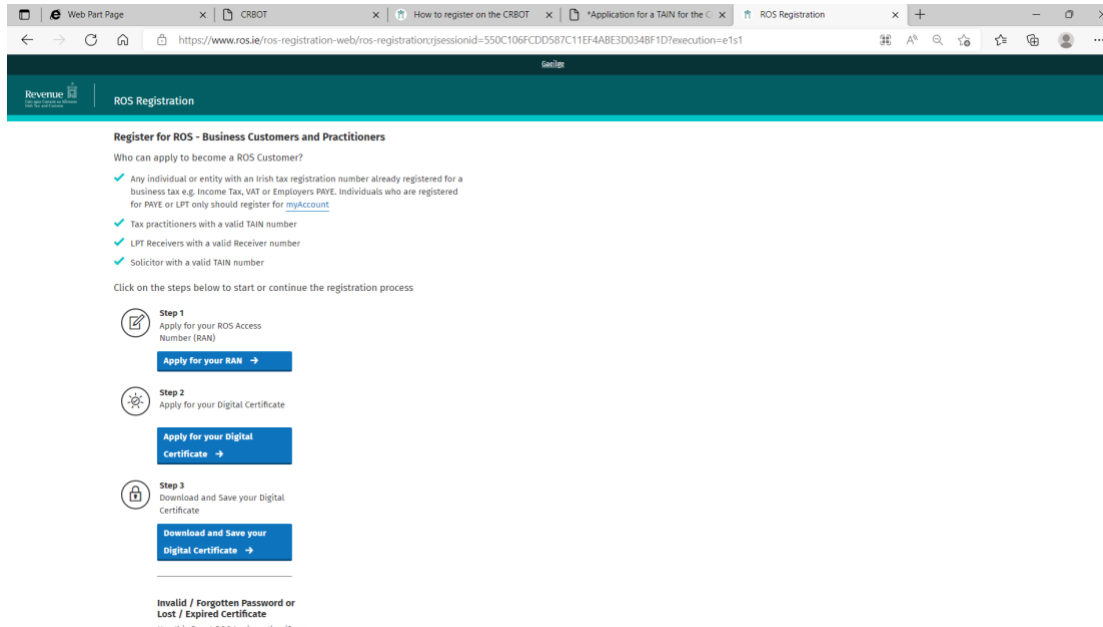 Web Part Page
CRBOT
How to register on the CRBOT
*Application for a TAIN for the C
ROS Registration
https://www.ros.ie/ros-registration-web/ros-registration;rjsessionid=550C106FCDD587C11EF4ABE3D034BF1D?execution=e1s1
Gaeilge
Revenue
ROS Registration
Register for ROS - Business Customers and Practitioners
Who can apply to become a ROS Customer?
Any individual or entity with an Irish tax registration number already registered for a
business tax e.g. Income Tax, VAT or Employers PAYE. Individuals who are registered
for PAYE or LPT only should register for myAccount
Tax practitioners with a valid TAIN number
LPT Receivers with a valid Receiver number
Solicitor with a valid TAIN number
Click on the steps below to start or continue the registration process
Step 1
Apply for your ROS Access
Number (RAN)
Apply for your RAN →
Step 2
Apply for your Digital Certificate
Apply for your Digital
Certificate →
Step 3
Download and Save your Digital
Certificate
Download and Save your
Digital Certificate →
Invalid / Forgotten Password or
Lost / Expired Certificate